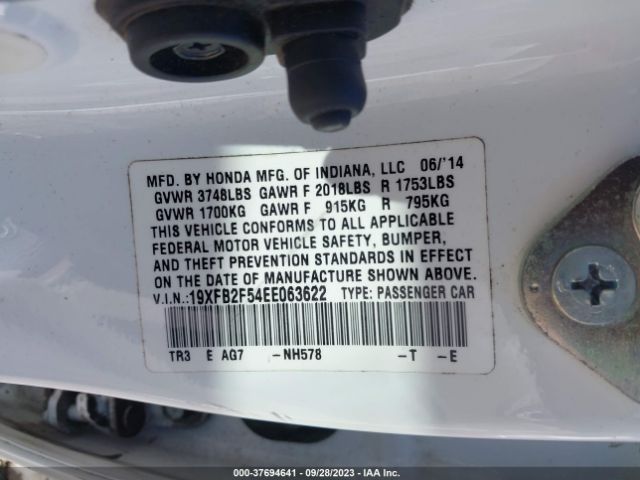 MFD. BY HONDA MFG. OF INDIANA, LLC 06/'14
GVWR 3748LBS GAWR F 2018LBS R 1753LBS
GVWR 1700KG GAWR F 915KG R 795KG
THIS VEHICLE CONFORMS TO ALL APPLICABLE
FEDERAL MOTOR VEHICLE SAFETY, BUMPER,
AND THEFT PREVENTION STANDARDS IN EFFECT
ON THE DATE OF MANUFACTURE SHOWN ABOVE.
V.I.N.:19XFB2F54EE063622 TYPE: PASSENGER CAR
TR3 E AG7 -NH578 -T -E
000-37694641 - 09/28/2023 - IAA Inc.